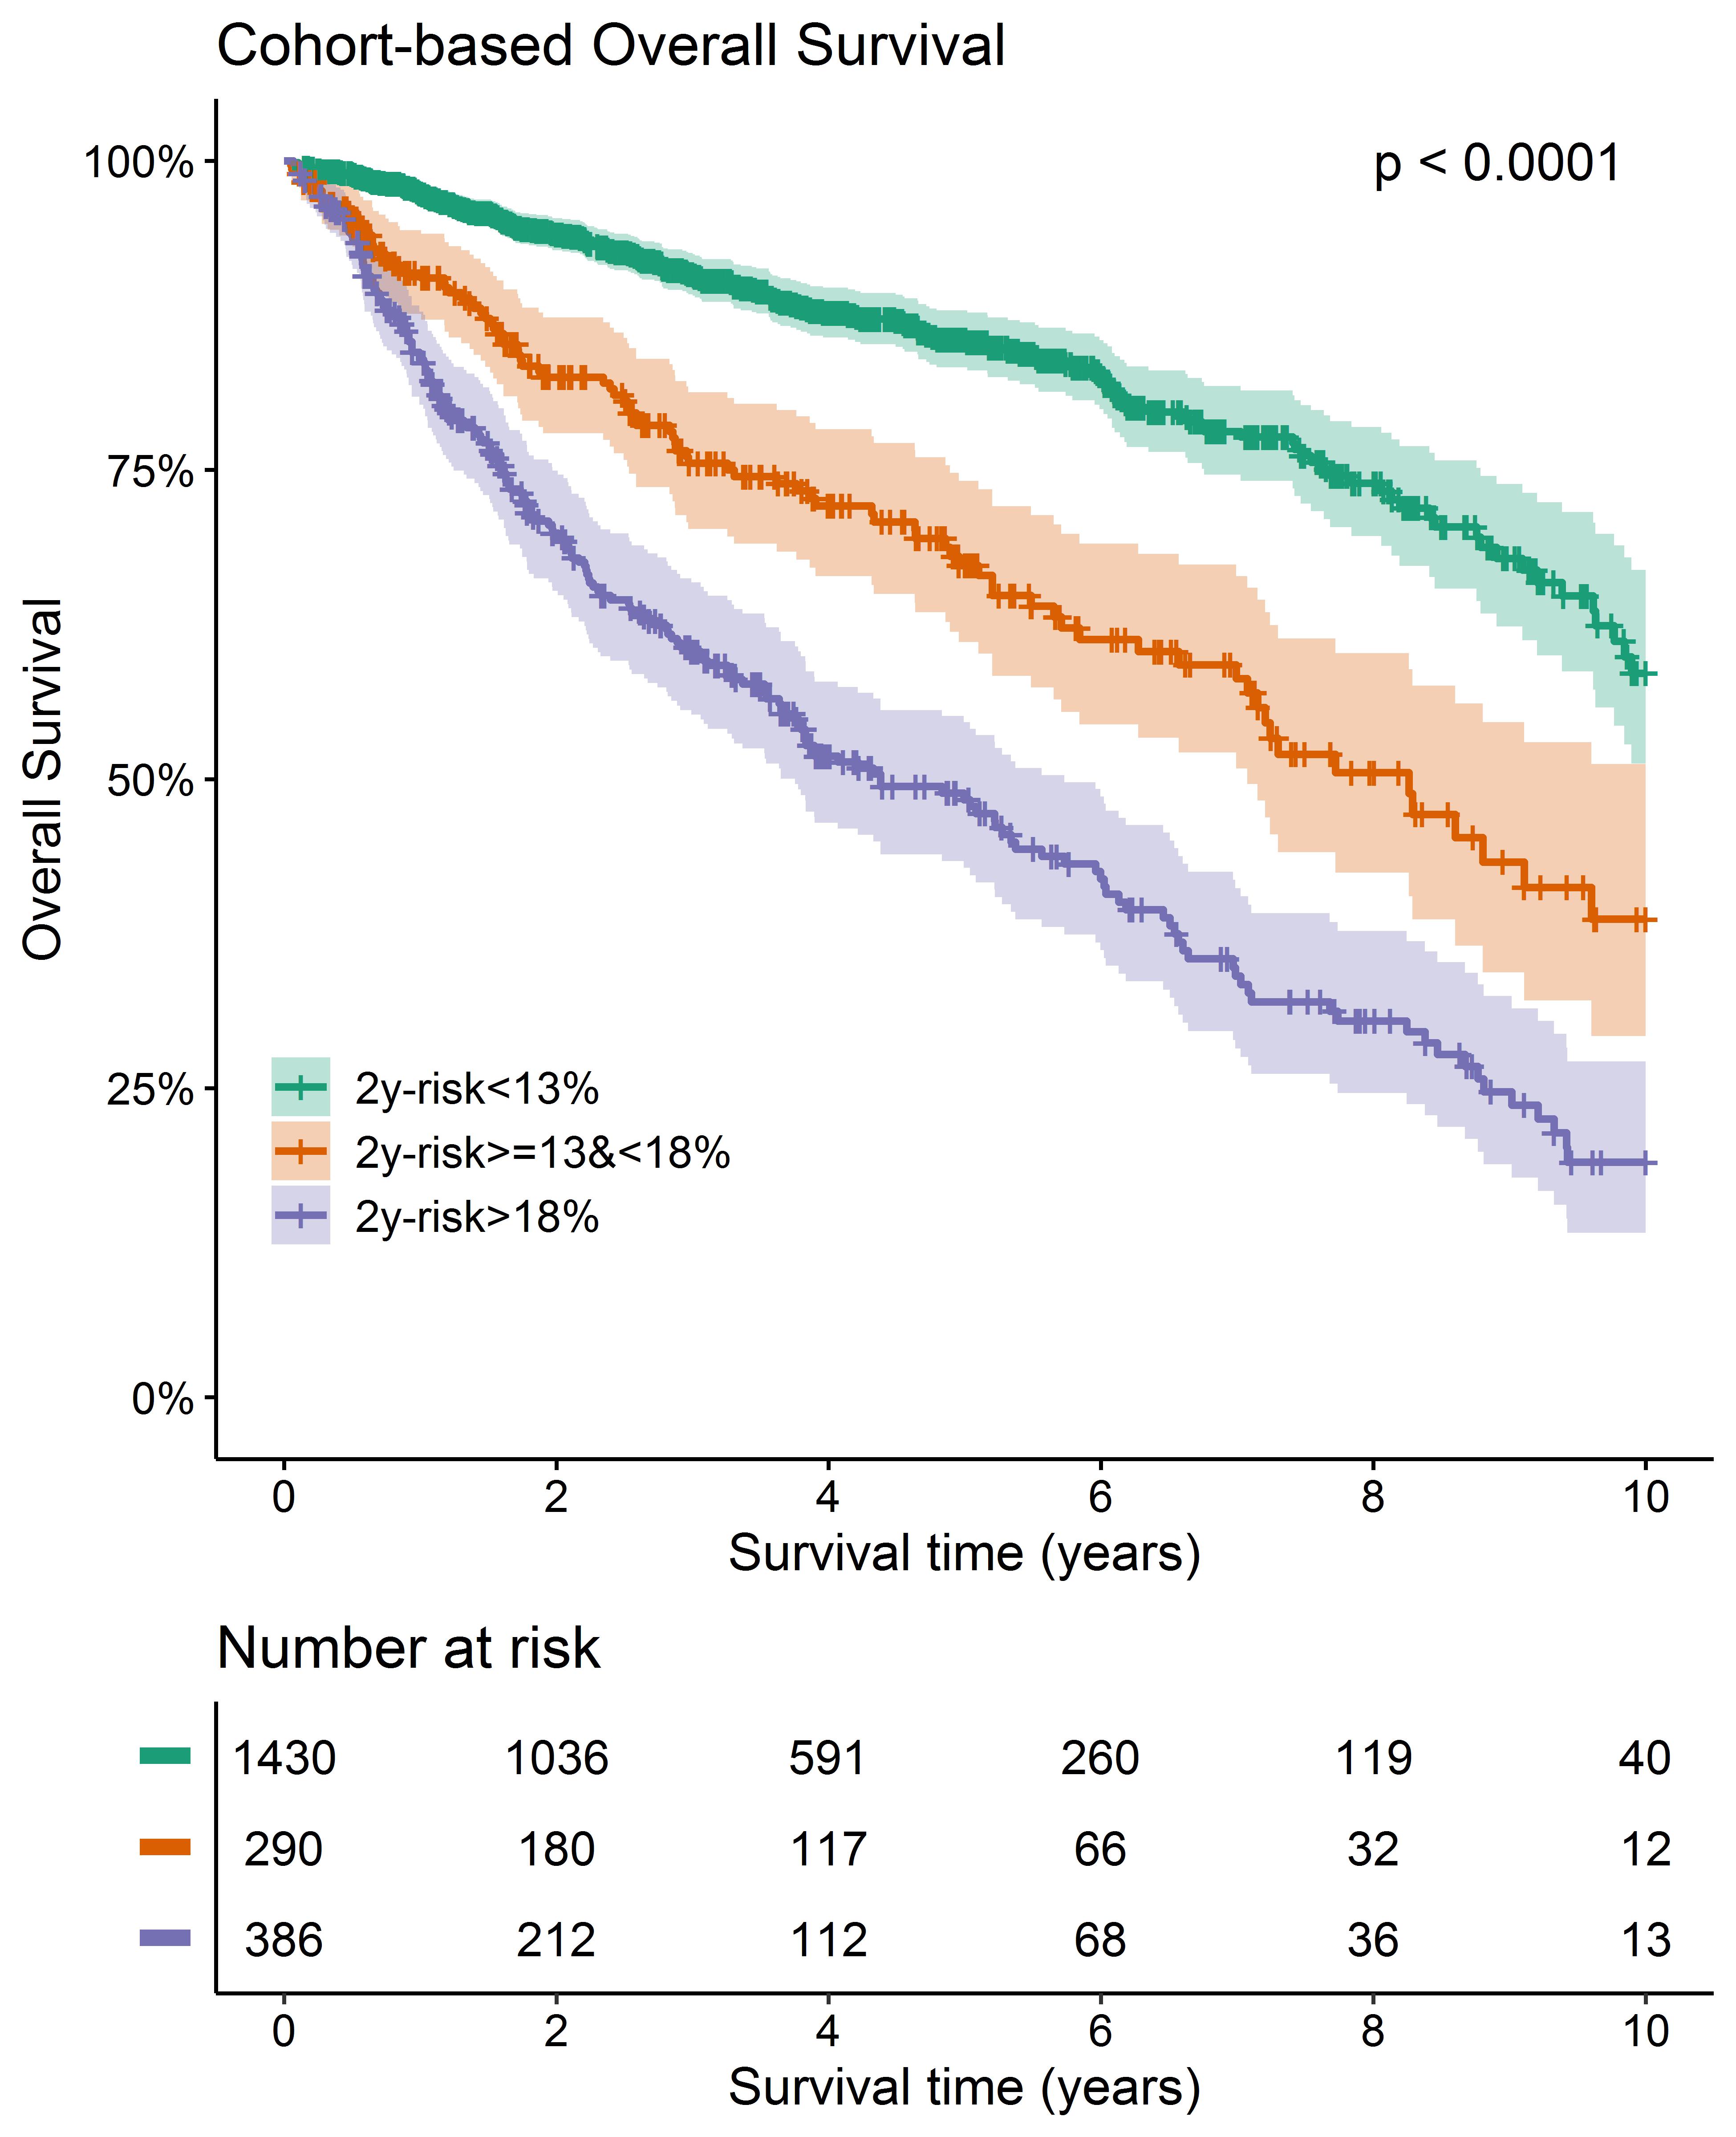 Cohort-based Overall Survival
p < 0.0001
100%
75%
50%
25%
0%
Overall Survival
2y-risk<13%
2y-risk>=13&<18%
2y-risk>18%
0 2 4 6 8 10
Survival time (years)
Number at risk
1430 1036 591 260 119 40
290 180 117 66 32 12
386 212 112 68 36 13
0 2 4 6 8 10
Survival time (years)